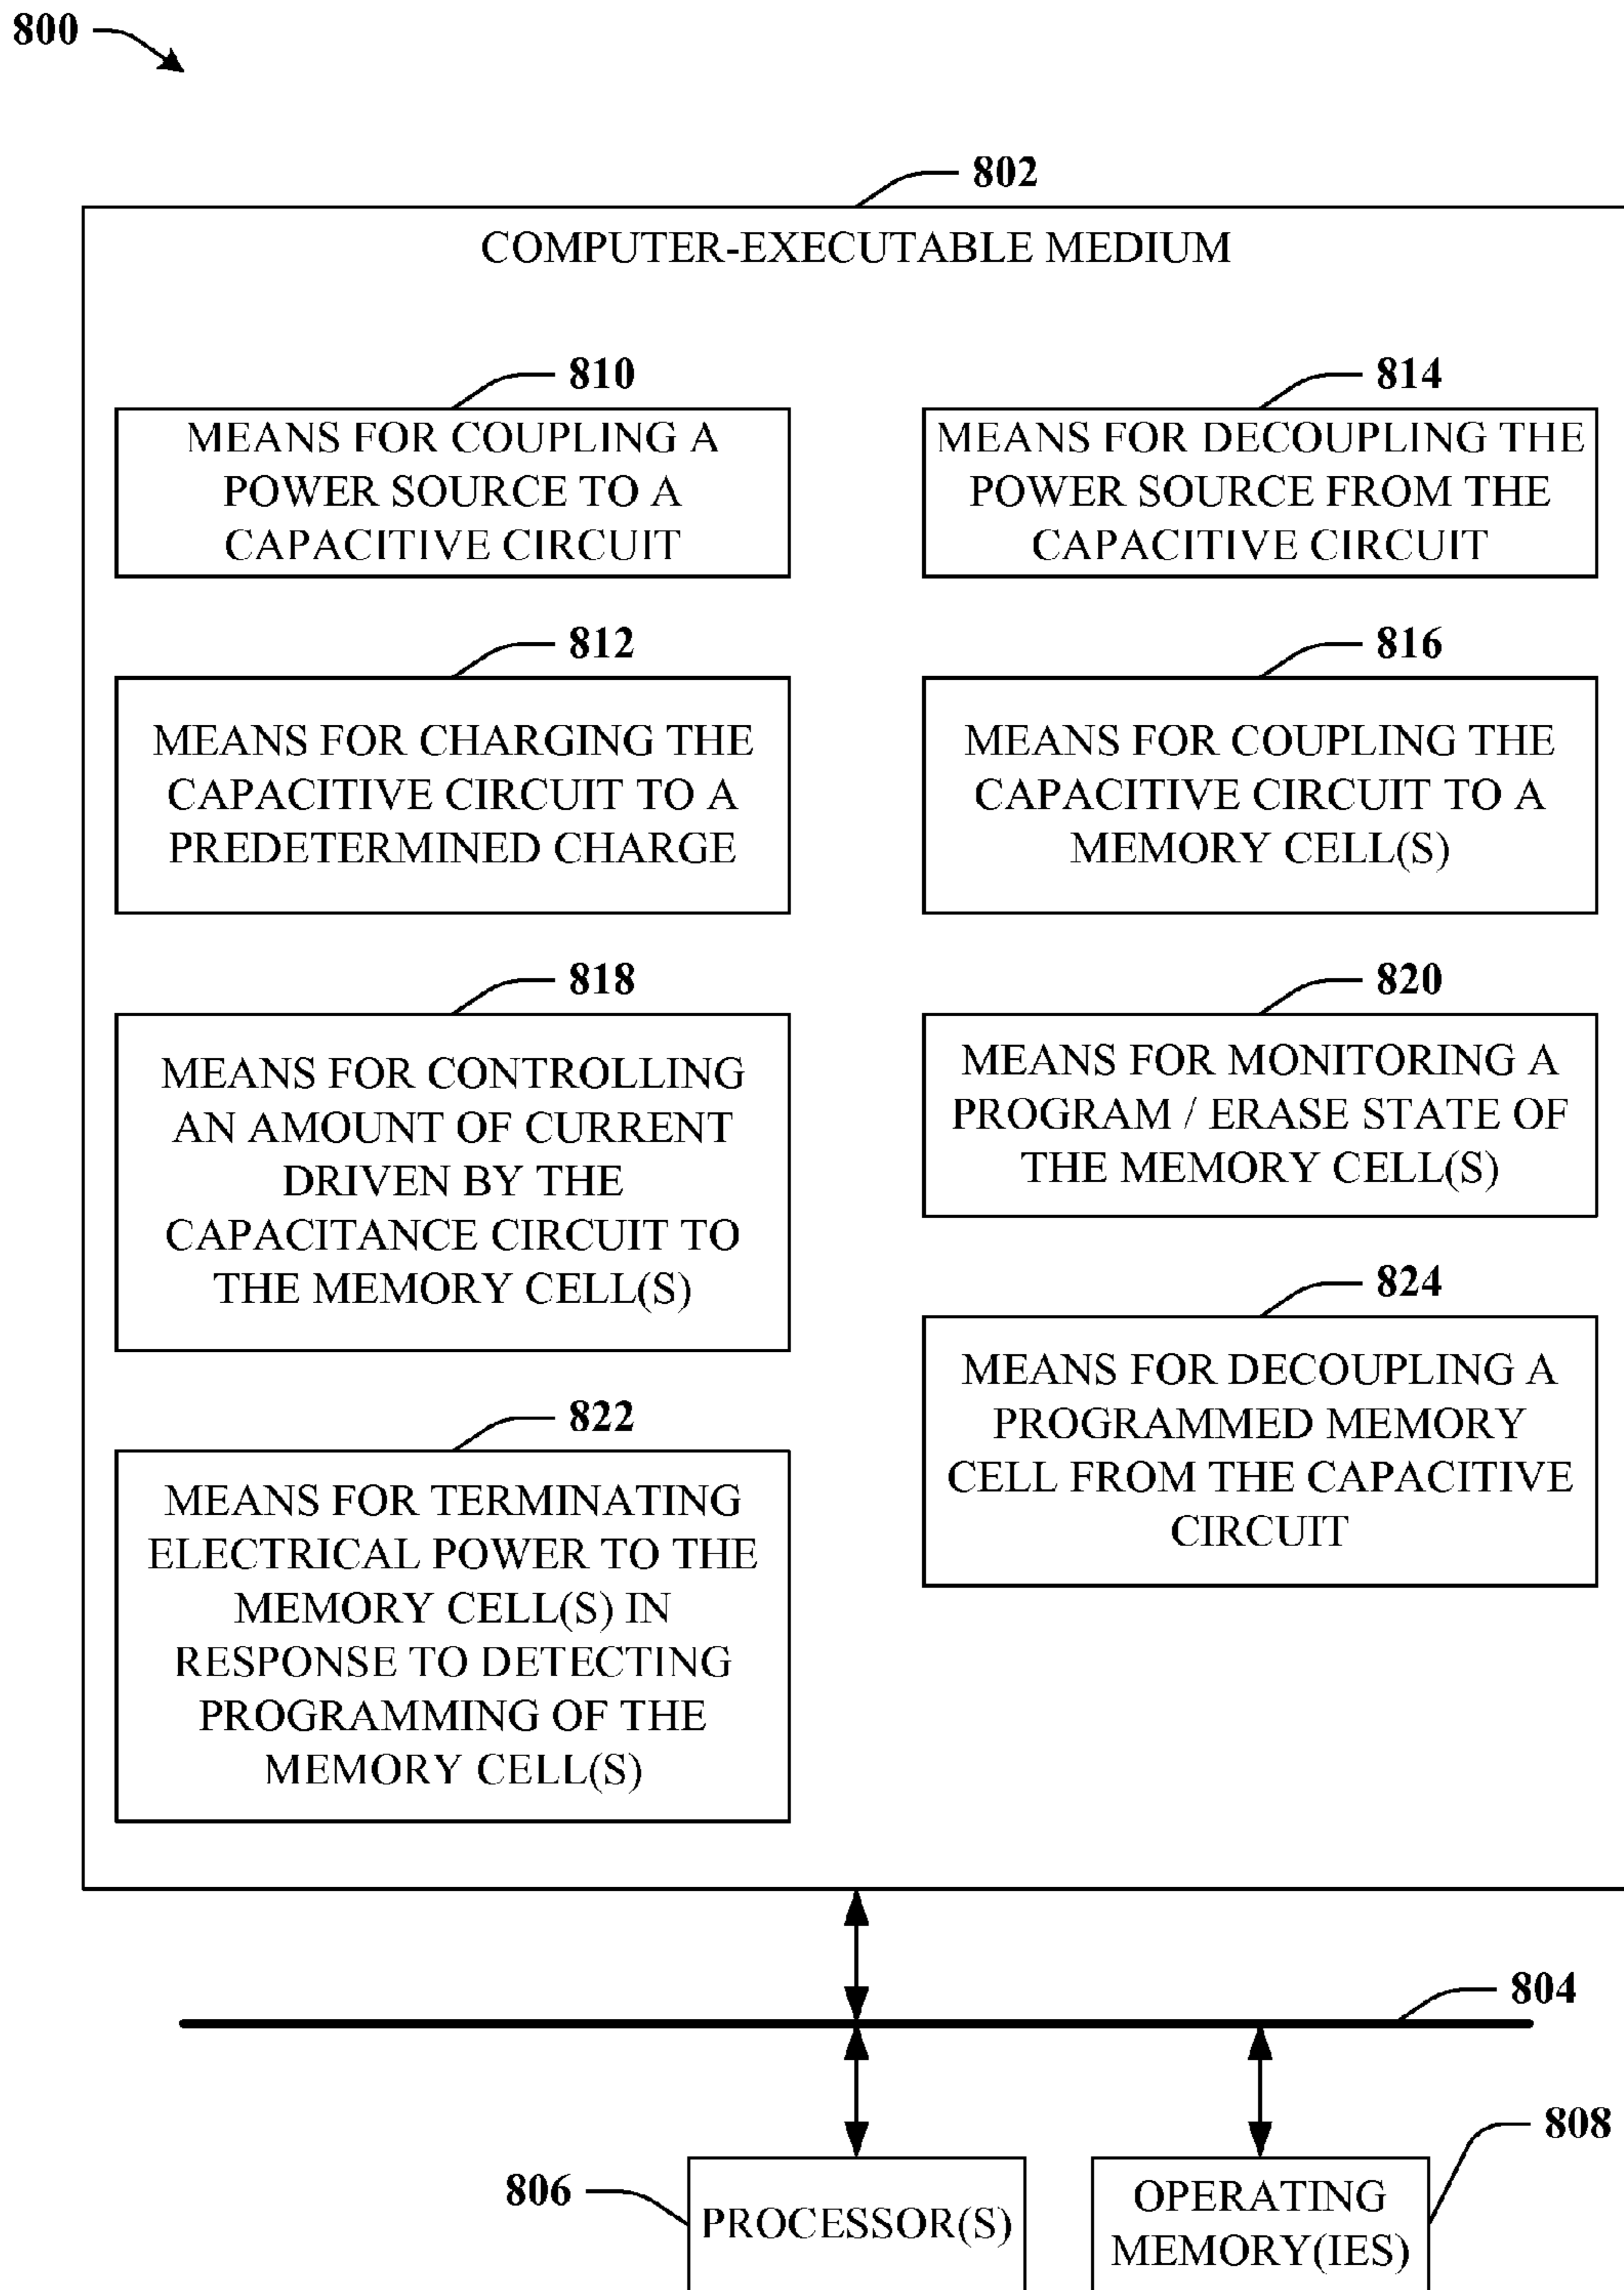 800
802
COMPUTER-EXECUTABLE MEDIUM
810
MEANS FOR COUPLING A
POWER SOURCE TO A
CAPACITIVE CIRCUIT
814
MEANS FOR DECOUPLING THE
POWER SOURCE FROM THE
CAPACITIVE CIRCUIT
812
MEANS FOR CHARGING THE
CAPACITIVE CIRCUIT TO A
PREDETERMINED CHARGE
816
MEANS FOR COUPLING THE
CAPACITIVE CIRCUIT TO A
MEMORY CELL(S)
818
MEANS FOR CONTROLLING
AN AMOUNT OF CURRENT
DRIVEN BY THE
CAPACITANCE CIRCUIT TO
THE MEMORY CELL(S)
820
MEANS FOR MONITORING A
PROGRAM / ERASE STATE OF
THE MEMORY CELL(S)
822
MEANS FOR TERMINATING
ELECTRICAL POWER TO THE
MEMORY CELL(S) IN
RESPONSE TO DETECTING
PROGRAMMING OF THE
MEMORY CELL(S)
824
MEANS FOR DECOUPLING A
PROGRAMMED MEMORY
CELL FROM THE CAPACITIVE
CIRCUIT
804
806
PROCESSOR(S)
808
OPERATING
MEMORY(IES)